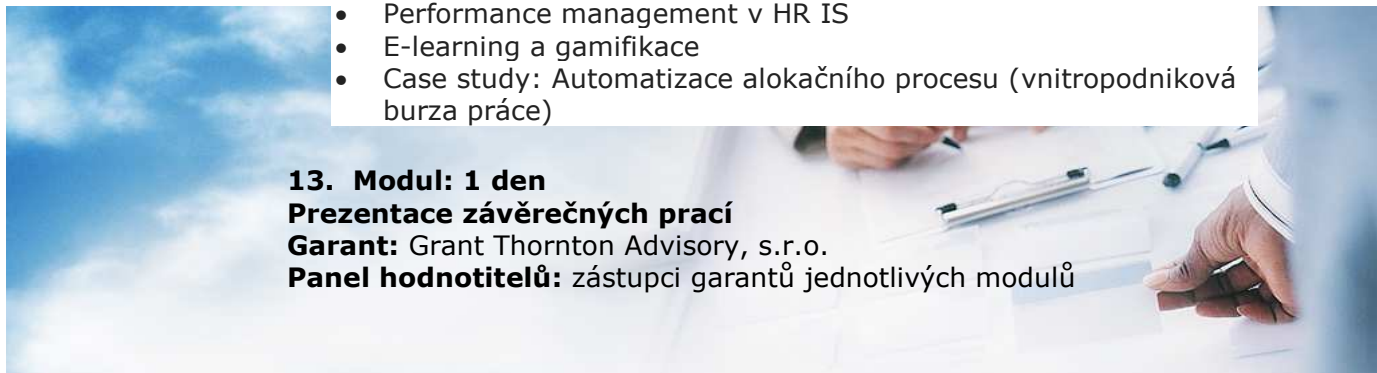 • Performance management v HR IS
• E-learning a gamifikace
• Case study: Automatizace alokačního procesu (vnitropodniková
burza práce)
13. Modul: 1 den
Prezentace závěrečných prací
Garant: Grant Thornton Advisory, s.r.o.
Panel hodnotitelů: zástupci garantů jednotlivých modulů